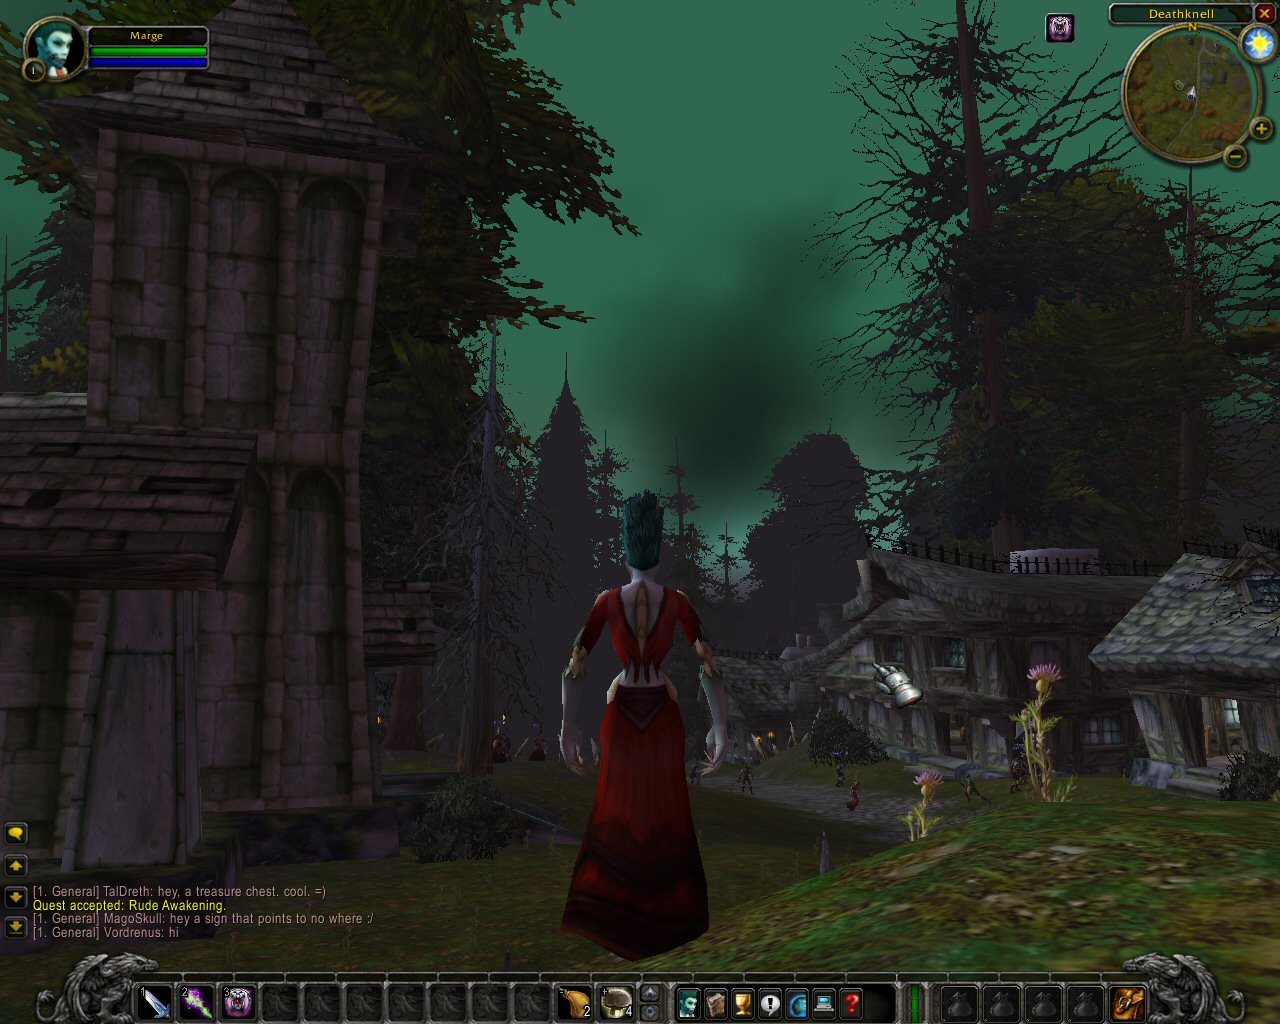 Marge
1
Deathknell
N
[1. General] TalDreth: hey, a treasure chest. cool. =)
Quest accepted: Rude Awakening.
[1. General] MagoSkull: hey a sign that points to no where :/
[1. General] Vordrenus: hi
1 2 3 - 2 + 4 ?